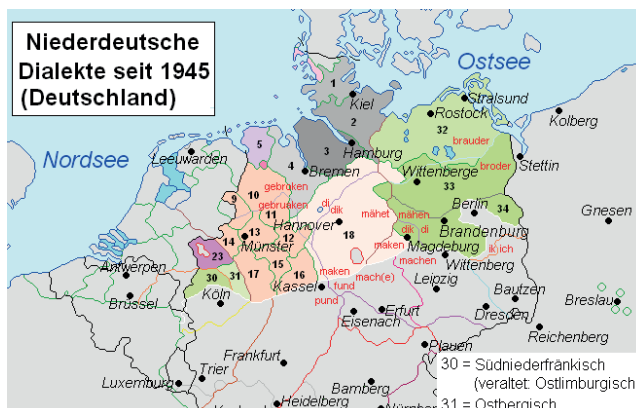 Niederdeutsche
Dialekte seit 1945
(Deutschland)
Ostsee
Nordsee
1
Kiel
2
Stralsund
Rostock
32
Kolberg
brauder
5
3
4
Hamburg
Leeuwarden
Bremen
Stettin
broder
Wittenberge
33
gebroken
9
10
gebruaken
11
di
dik
mähet
mähen
Berlin
34
Gnesen
Hannover
18
dik
di
Brandenburg
13
12
14
Münster
maken
Magdeburg
ik
ich
23
machen
Wittenberg
30
31
17
15
16
maken
mach(e)
fund
fund
pund
Antwerpen
Brüssel
Köln
Kassel
Leipzig
Bautzen
Breslau
Eisenach
Erfurt
Dresden
Reichenberg
Frankfurt
Plauen
Trier
Luxemburg
Bamberg
Heidelberg
30 = Südniederfränkisch
(veraltet: Ostlimburgisch
31 = Ostbergisch